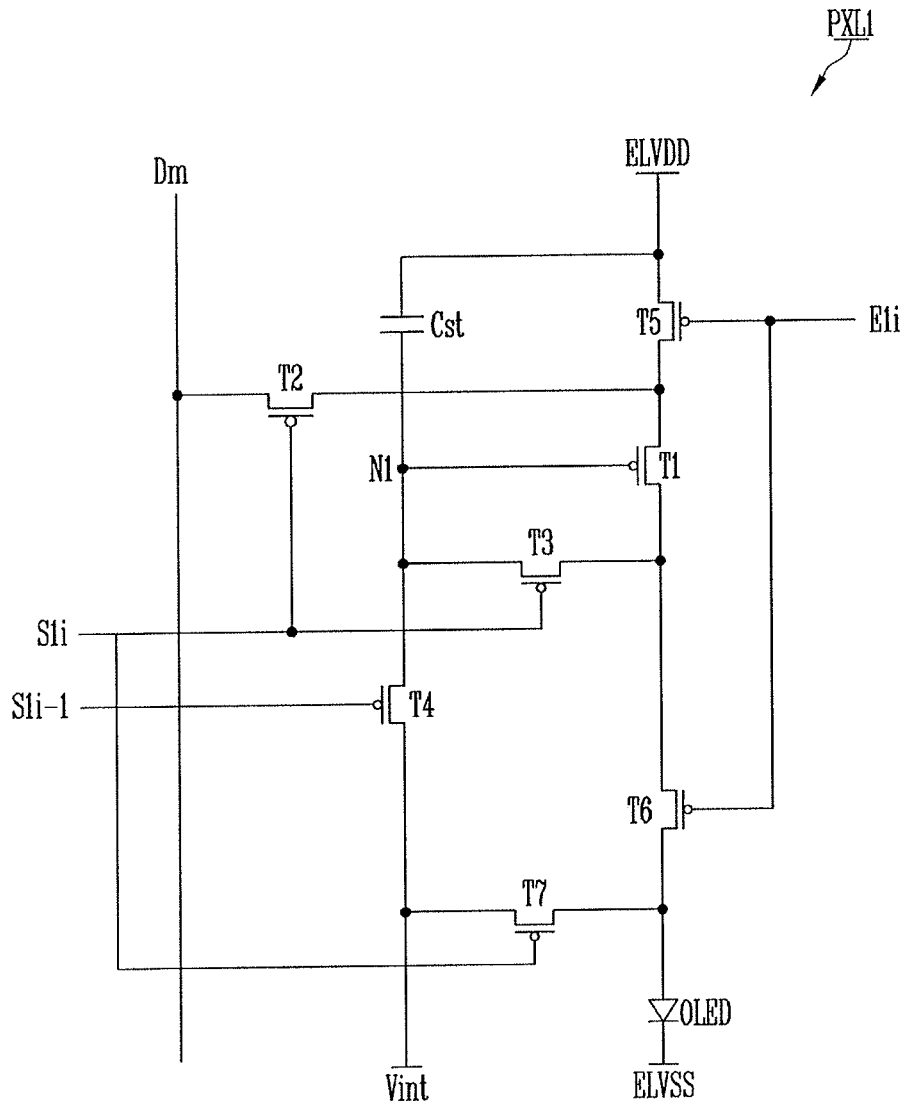 PXL1
ELVDD
Dm
Cst
T5
E1i
T2
N1
T1
T3
S1i
S1i-1
T4
T6
T7
OLED
Vint
ELVSS